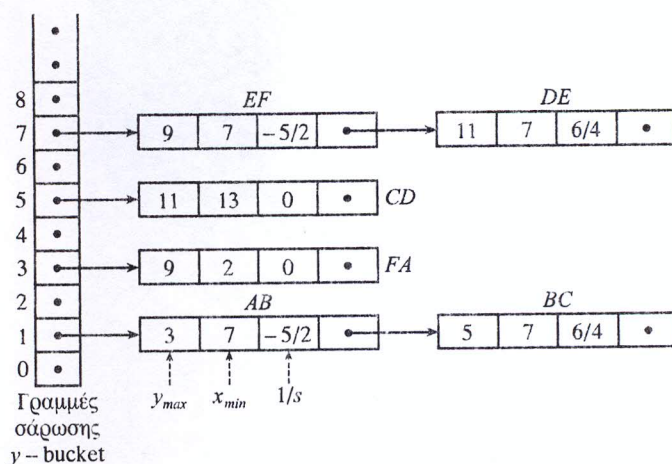 8
EF
DE
7
9 7 −5/2
11 7 6/4
6
5
11 13 0
CD
4
3
9 2 0
FA
2
AB
BC
1
3 7 −5/2
5 7 6/4
0
y_max
x_min
1/s
Γραμμές
σάρωσης
y – bucket